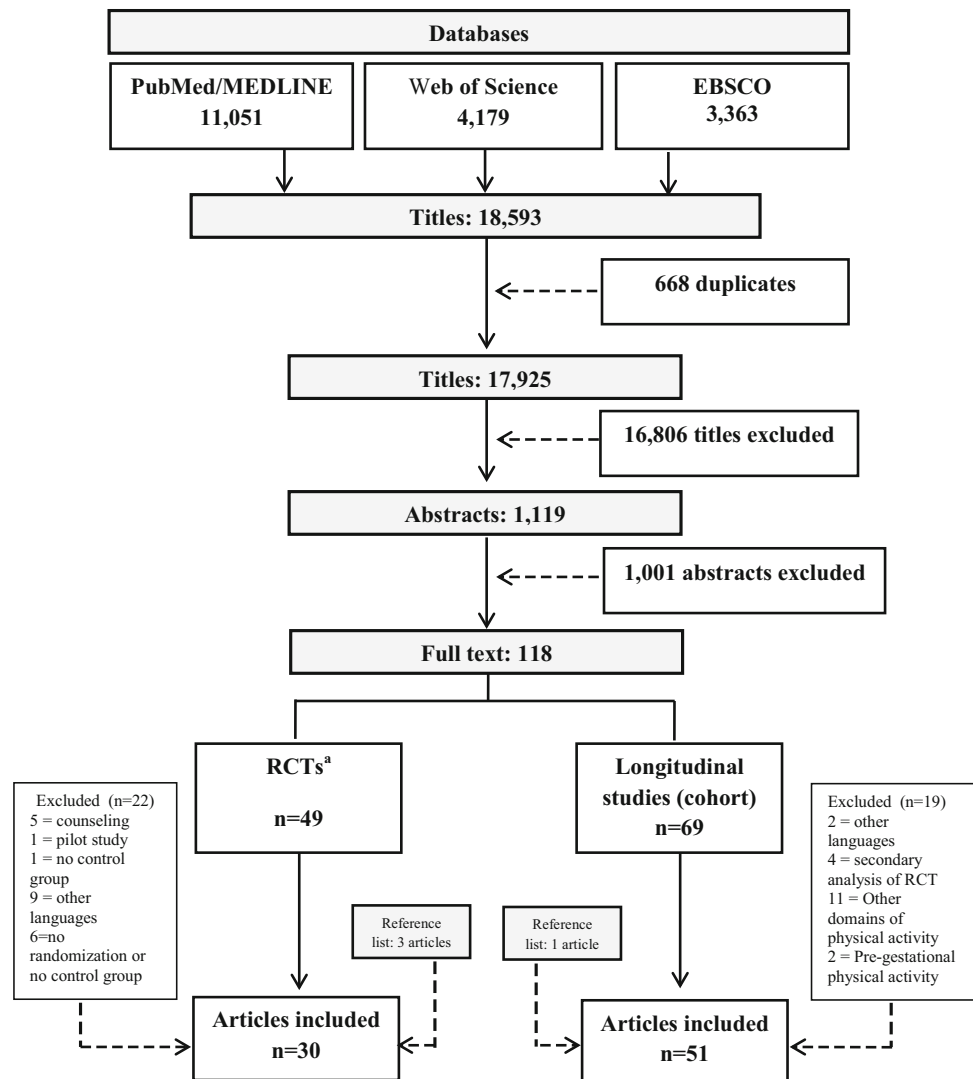 Databases
PubMed/MEDLINE
11,051
Web of Science
4,179
EBSCO
3,363
Titles: 18,593
668 duplicates
Titles: 17,925
16,806 titles excluded
Abstracts: 1,119
1,001 abstracts excluded
Full text: 118
RCTsᵃ
n=49
Longitudinal
studies (cohort)
n=69
Excluded (n=22)
5 = counseling
1 = pilot study
1 = no control
group
9 = other
languages
6=no
randomization or
no control group
Excluded (n=19)
2 = other
languages
4 = secondary
analysis of RCT
11 = Other
domains of
physical activity
2 = Pre-gestational
physical activity
Reference
list: 3 articles
Reference
list: 1 article
Articles included
n=30
Articles included
n=51